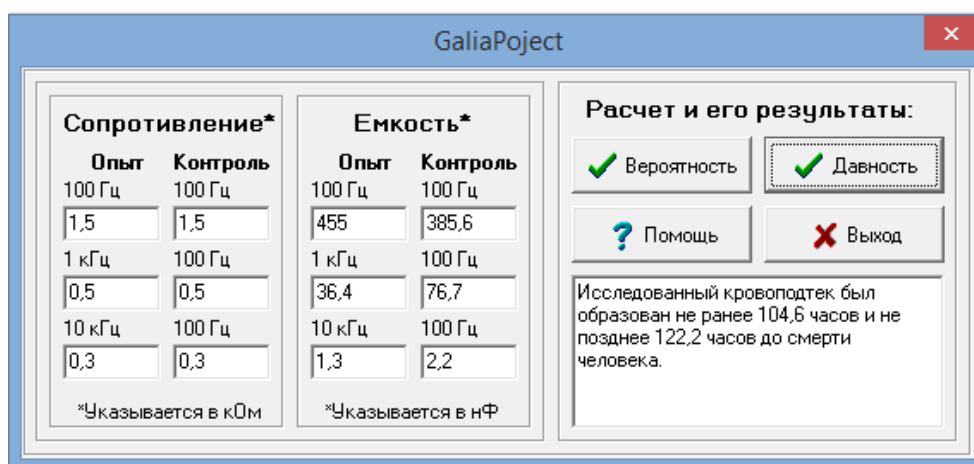 GaliaPoject
Сопротивление*
Опыт Контроль
100 Гц 100 Гц
1,5 1,5
1 кГц 100 Гц
0,5 0,5
10 кГц 100 Гц
0,3 0,3
*Указывается в кОм
Емкость*
Опыт Контроль
100 Гц 100 Гц
455 385,6
1 кГц 100 Гц
36,4 76,7
10 кГц 100 Гц
1,3 2,2
*Указывается в нФ
Расчет и его результаты:
Вероятность Давность
Помощь Выход
Исследованный кровоподтек был
образован не ранее 104,6 часов и не
позднее 122,2 часов до смерти
человека.